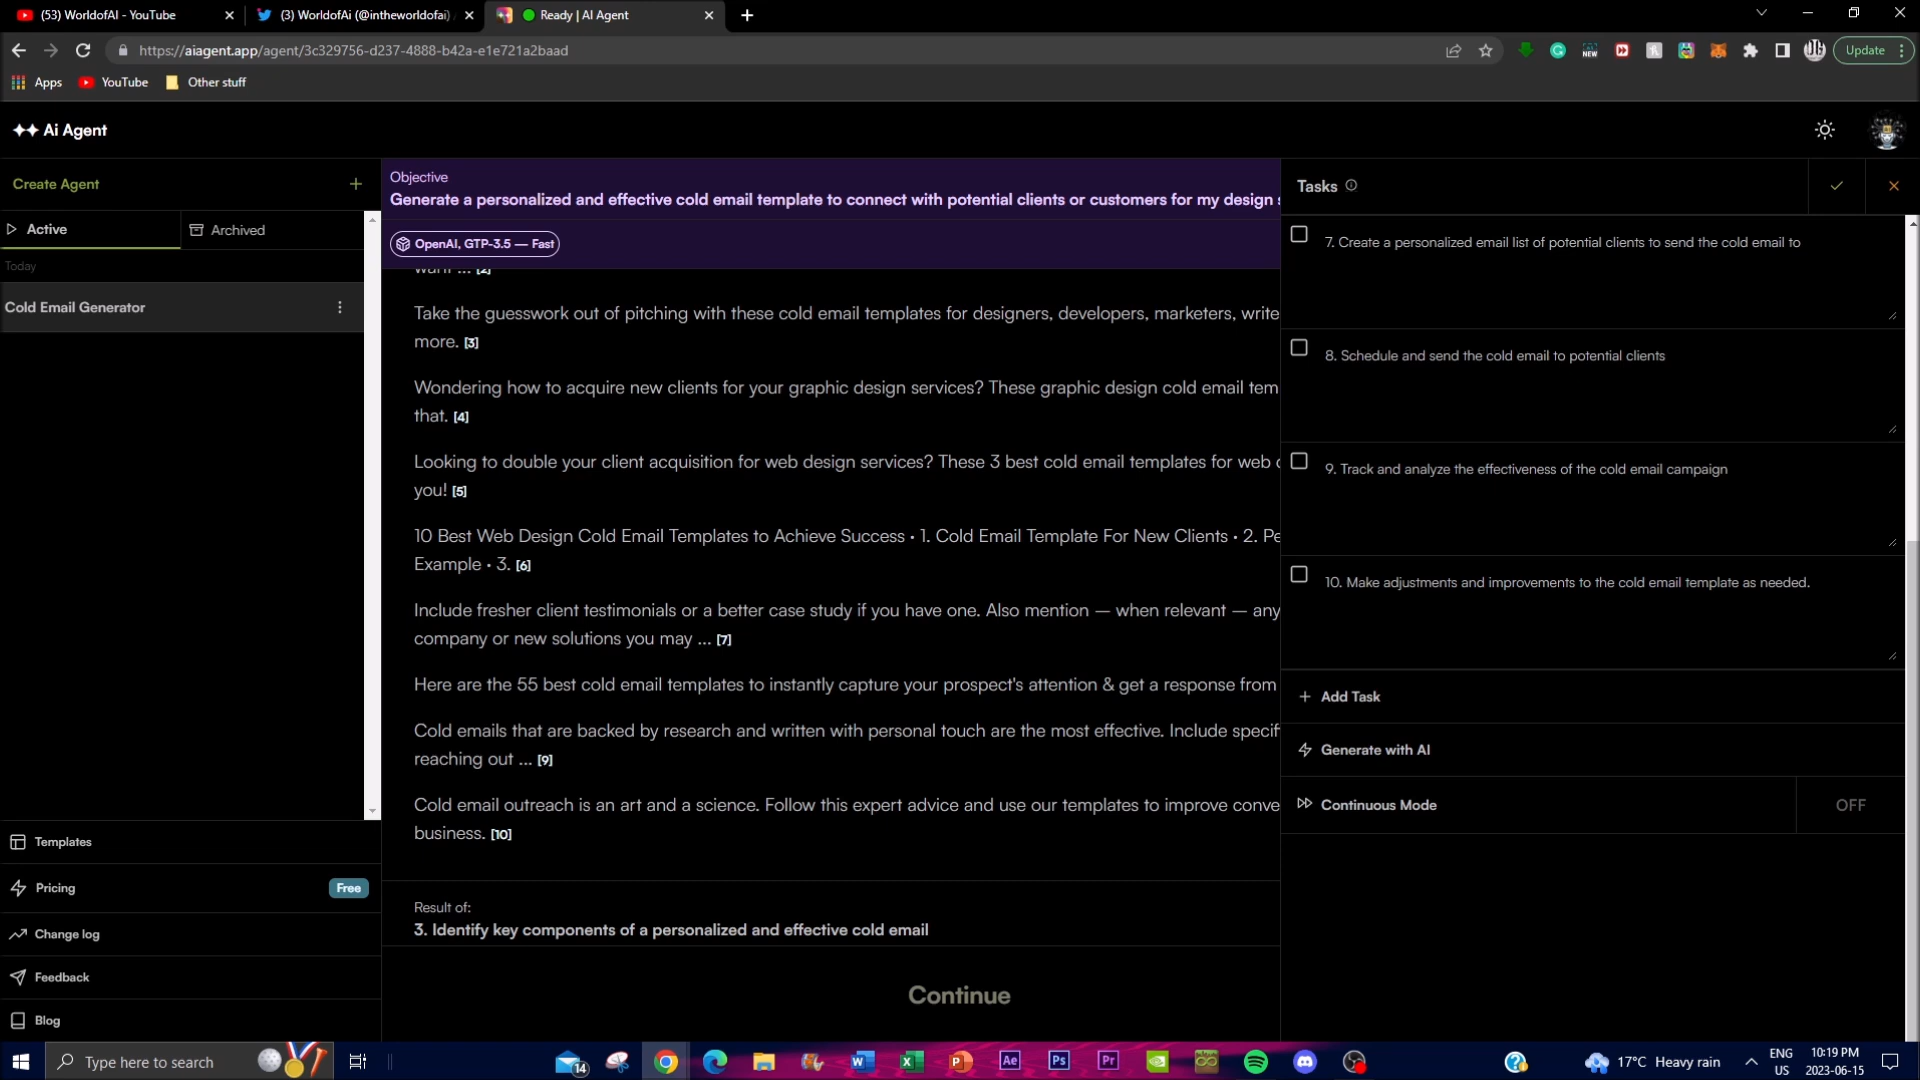 (53) WorldofAI - YouTube
(3) WorldofAi (@intheworldofai)
Ready | AI Agent
https://aiagent.app/agent/3c329756-d237-4888-b42a-e1e721a2baad
NEW
Update
Apps
YouTube
Other stuff
Ai Agent
Create Agent
Active
Archived
Today
Cold Email Generator
Templates
Pricing
Free
Change log
Feedback
Blog
Objective
Generate a personalized and effective cold email template to connect with potential clients or customers for my design
OpenAI, GTP-3.5 — Fast
want ... [2]
Take the guesswork out of pitching with these cold email templates for designers, developers, marketers, write
more. [3]
Wondering how to acquire new clients for your graphic design services? These graphic design cold email tem
that. [4]
Looking to double your client acquisition for web design services? These 3 best cold email templates for web
you! [5]
10 Best Web Design Cold Email Templates to Achieve Success • 1. Cold Email Template For New Clients • 2. Pe
Example • 3. [6]
Include fresher client testimonials or a better case study if you have one. Also mention — when relevant — any
company or new solutions you may ... [7]
Here are the 55 best cold email templates to instantly capture your prospect's attention & get a response from
Cold emails that are backed by research and written with personal touch are the most effective. Include specif
reaching out ... [9]
Cold email outreach is an art and a science. Follow this expert advice and use our templates to improve conve
business. [10]
Result of:
3. Identify key components of a personalized and effective cold email
Continue
Tasks
7. Create a personalized email list of potential clients to send the cold email to
8. Schedule and send the cold email to potential clients
9. Track and analyze the effectiveness of the cold email campaign
10. Make adjustments and improvements to the cold email template as needed.
+ Add Task
Generate with AI
Continuous Mode
OFF
Type here to search
14
Ae
Ps
Pr
17°C Heavy rain
ENG
US
10:19 PM
2023-06-15